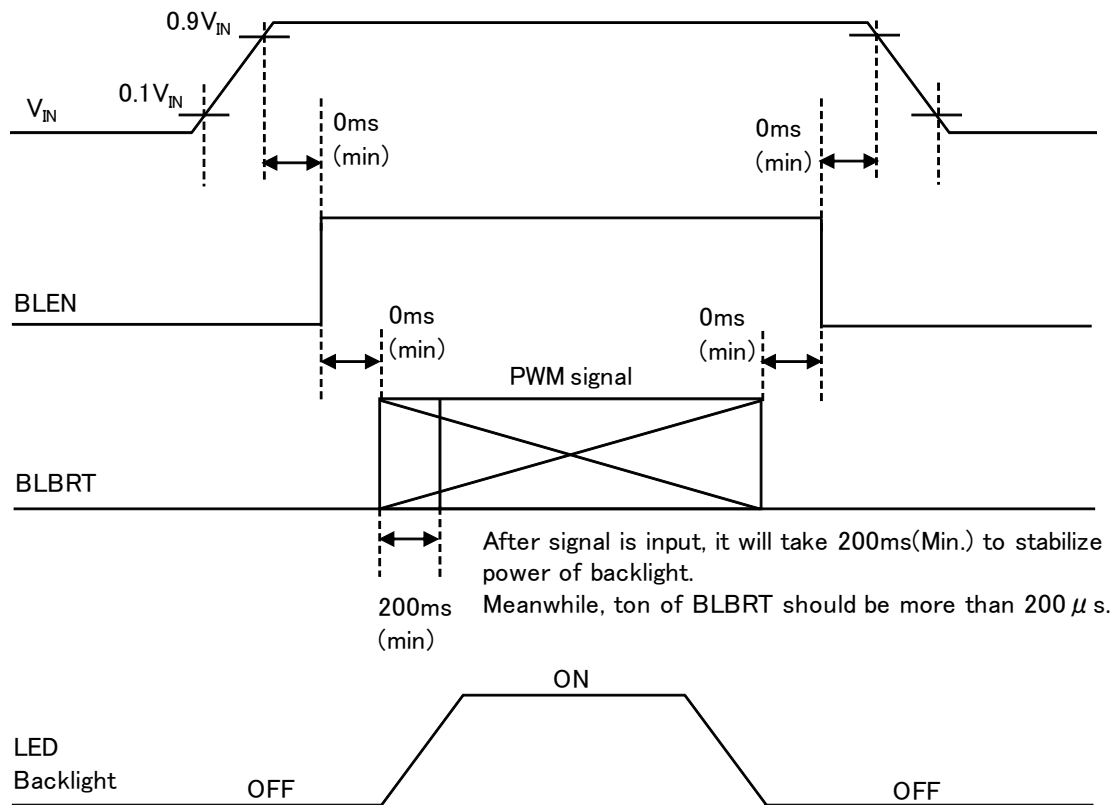 0.9VIN
0.1VIN
VIN
0ms
(min)
0ms
(min)
BLEN
0ms
(min)
0ms
(min)
PWM signal
BLBRT
After signal is input, it will take 200ms(Min.) to stabilize
power of backlight.
Meanwhile, ton of BLBRT should be more than 200μs.
200ms
(min)
ON
LED
Backlight
OFF
OFF